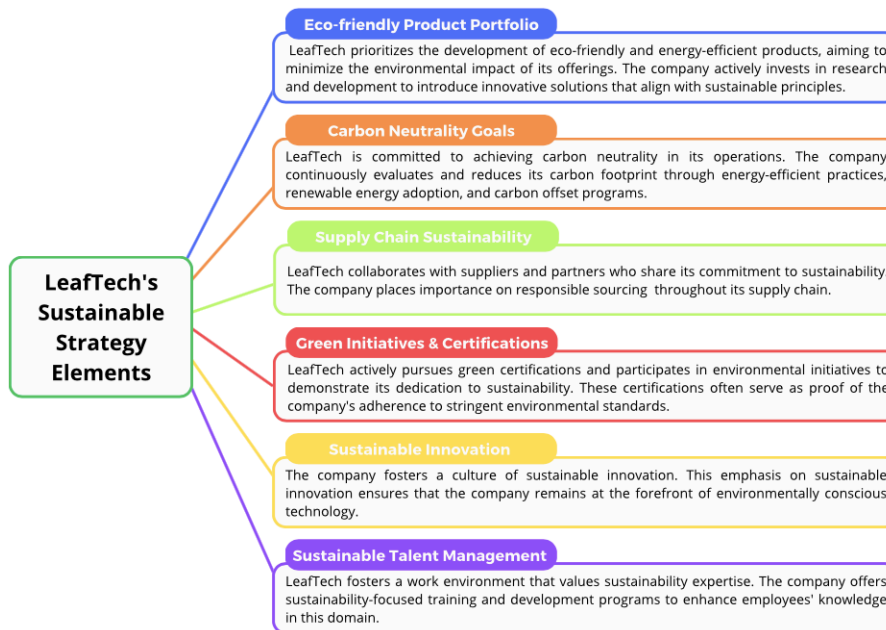 LeafTech's
Sustainable
Strategy
Elements
Eco-friendly Product Portfolio
LeafTech prioritizes the development of eco-friendly and energy-efficient products, aiming to
minimize the environmental impact of its offerings. The company actively invests in research
and development to introduce innovative solutions that align with sustainable principles.
Carbon Neutrality Goals
LeafTech is committed to achieving carbon neutrality in its operations. The company
continuously evaluates and reduces its carbon footprint through energy-efficient practices,
renewable energy adoption, and carbon offset programs.
Supply Chain Sustainability
LeafTech collaborates with suppliers and partners who share its commitment to sustainability.
The company places importance on responsible sourcing throughout its supply chain.
Green Initiatives & Certifications
LeafTech actively pursues green certifications and participates in environmental initiatives to
demonstrate its dedication to sustainability. These certifications often serve as proof of the
company's adherence to stringent environmental standards.
Sustainable Innovation
The company fosters a culture of sustainable innovation. This emphasis on sustainable
innovation ensures that the company remains at the forefront of environmentally conscious
technology.
Sustainable Talent Management
LeafTech fosters a work environment that values sustainability expertise. The company offers
sustainability-focused training and development programs to enhance employees' knowledge
in this domain.